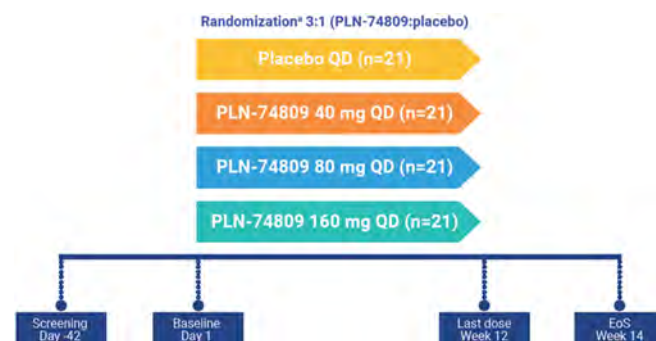 Randomizationᵃ 3:1 (PLN-74809:placebo)
Placebo QD (n=21)
PLN-74809 40 mg QD (n=21)
PLN-74809 80 mg QD (n=21)
PLN-74809 160 mg QD (n=21)
Screening
Day -42
Baseline
Day 1
Last dose
Week 12
EoS
Week 14